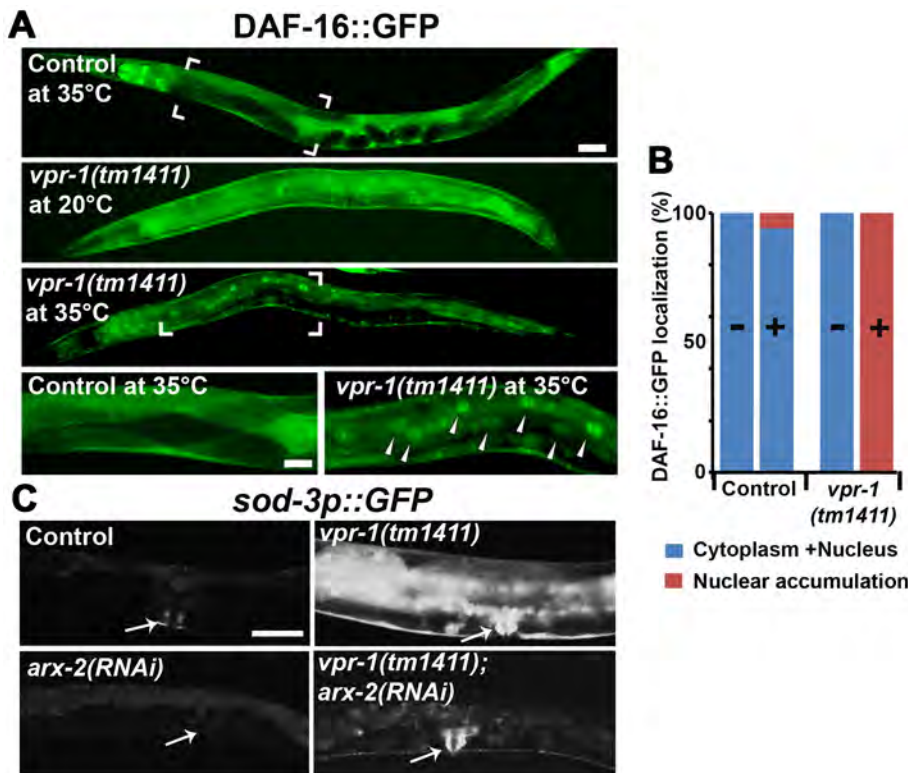 A
DAF-16::GFP
Control
at 35°C
vpr-1(tm1411)
at 20°C
vpr-1(tm1411)
at 35°C
Control at 35°C
vpr-1(tm1411) at 35°C
B
DAF-16::GFP localization (%)
100
50
0
- + - +
Control
vpr-1
(tm1411)
Cytoplasm +Nucleus
Nuclear accumulation
C
sod-3p::GFP
Control
vpr-1(tm1411)
arx-2(RNAi)
vpr-1(tm1411);
arx-2(RNAi)